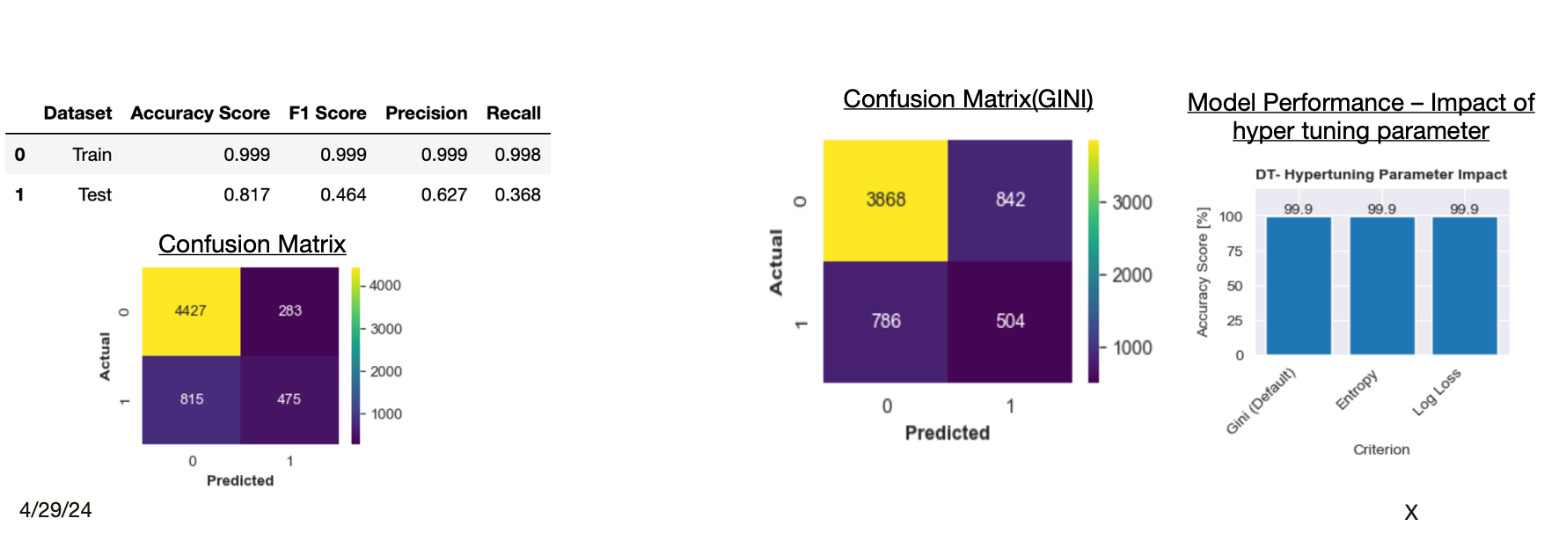 Dataset Accuracy Score F1 Score Precision Recall
0 Train 0.999 0.999 0.999 0.998
1 Test 0.817 0.464 0.627 0.368
Confusion Matrix
0 4427 283
1 815 475
Actual
0 1
Predicted
4000
3000
2000
1000
4/29/24
Confusion Matrix(GINI)
0 3868 842
1 786 504
Actual
0 1
Predicted
3000
2000
1000
Model Performance – Impact of
hyper tuning parameter
DT- Hypertuning Parameter Impact
99.9 99.9 99.9
Accuracy Score [%]
100
75
50
25
0
Gini (Default) Entropy Log Loss
Criterion
X